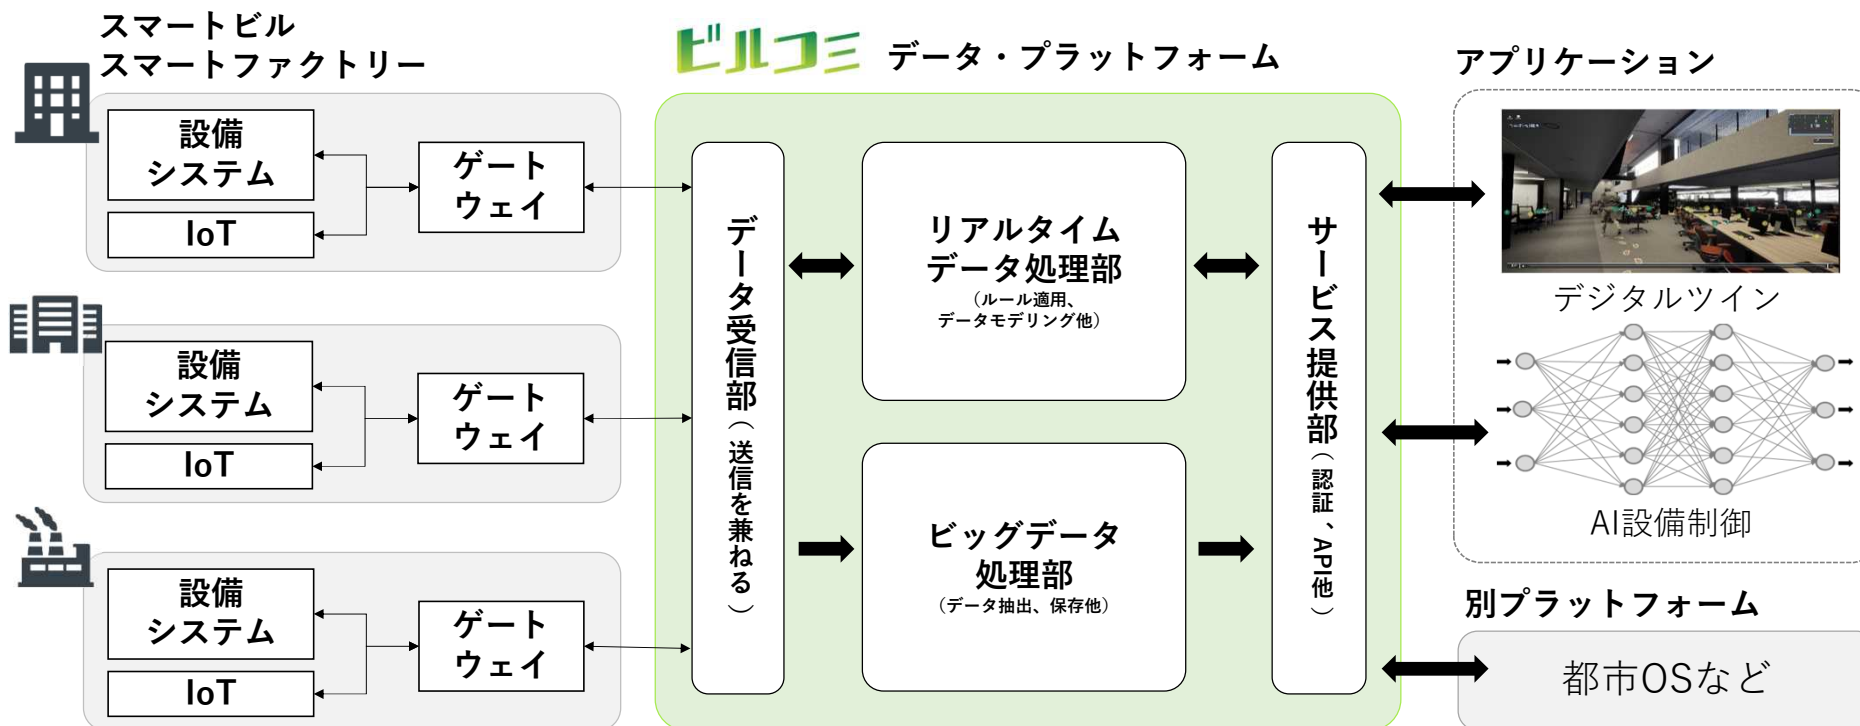 スマートビル
スマートファクトリー
設備
システム
IoT
ゲート
ウェイ
設備
システム
IoT
ゲート
ウェイ
設備
システム
IoT
ゲート
ウェイ
ビルコミ データ・プラットフォーム
データ受信部（送信を兼ねる）
リアルタイム
データ処理部
（ルール適用、
データモデリング他）
ビッグデータ
処理部
（データ抽出、保存他）
サービス提供部（認証、API他）
アプリケーション
デジタルツイン
AI設備制御
別プラットフォーム
都市OSなど